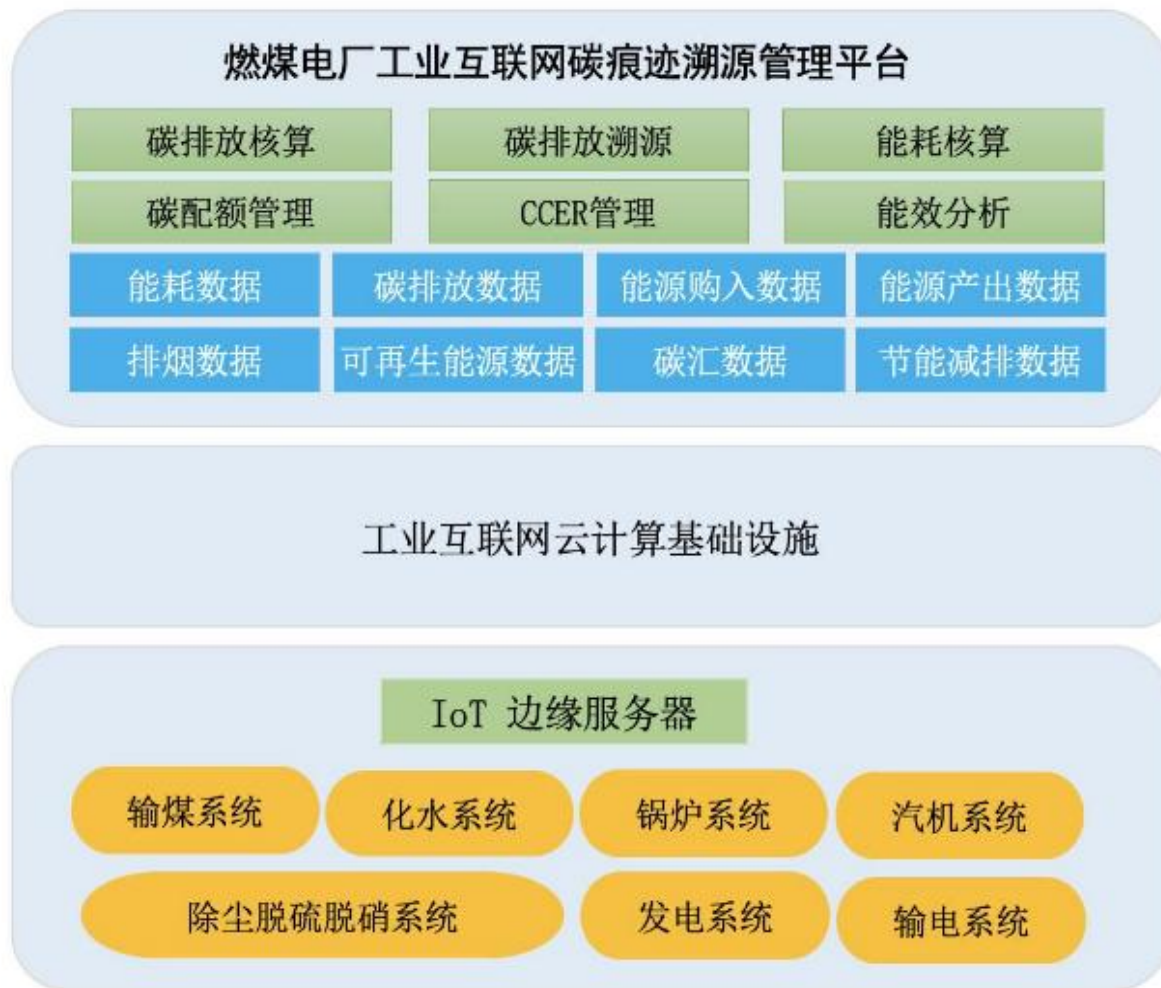 燃煤电厂工业互联网碳痕迹溯源管理平台
碳排放核算 碳排放溯源 能耗核算
碳配额管理 CCER管理 能效分析
能耗数据 碳排放数据 能源购入数据 能源产出数据
排烟数据 可再生能源数据 碳汇数据 节能减排数据
工业互联网云计算基础设施
IoT 边缘服务器
输煤系统 化水系统 锅炉系统 汽机系统
除尘脱硫脱硝系统 发电系统 输电系统